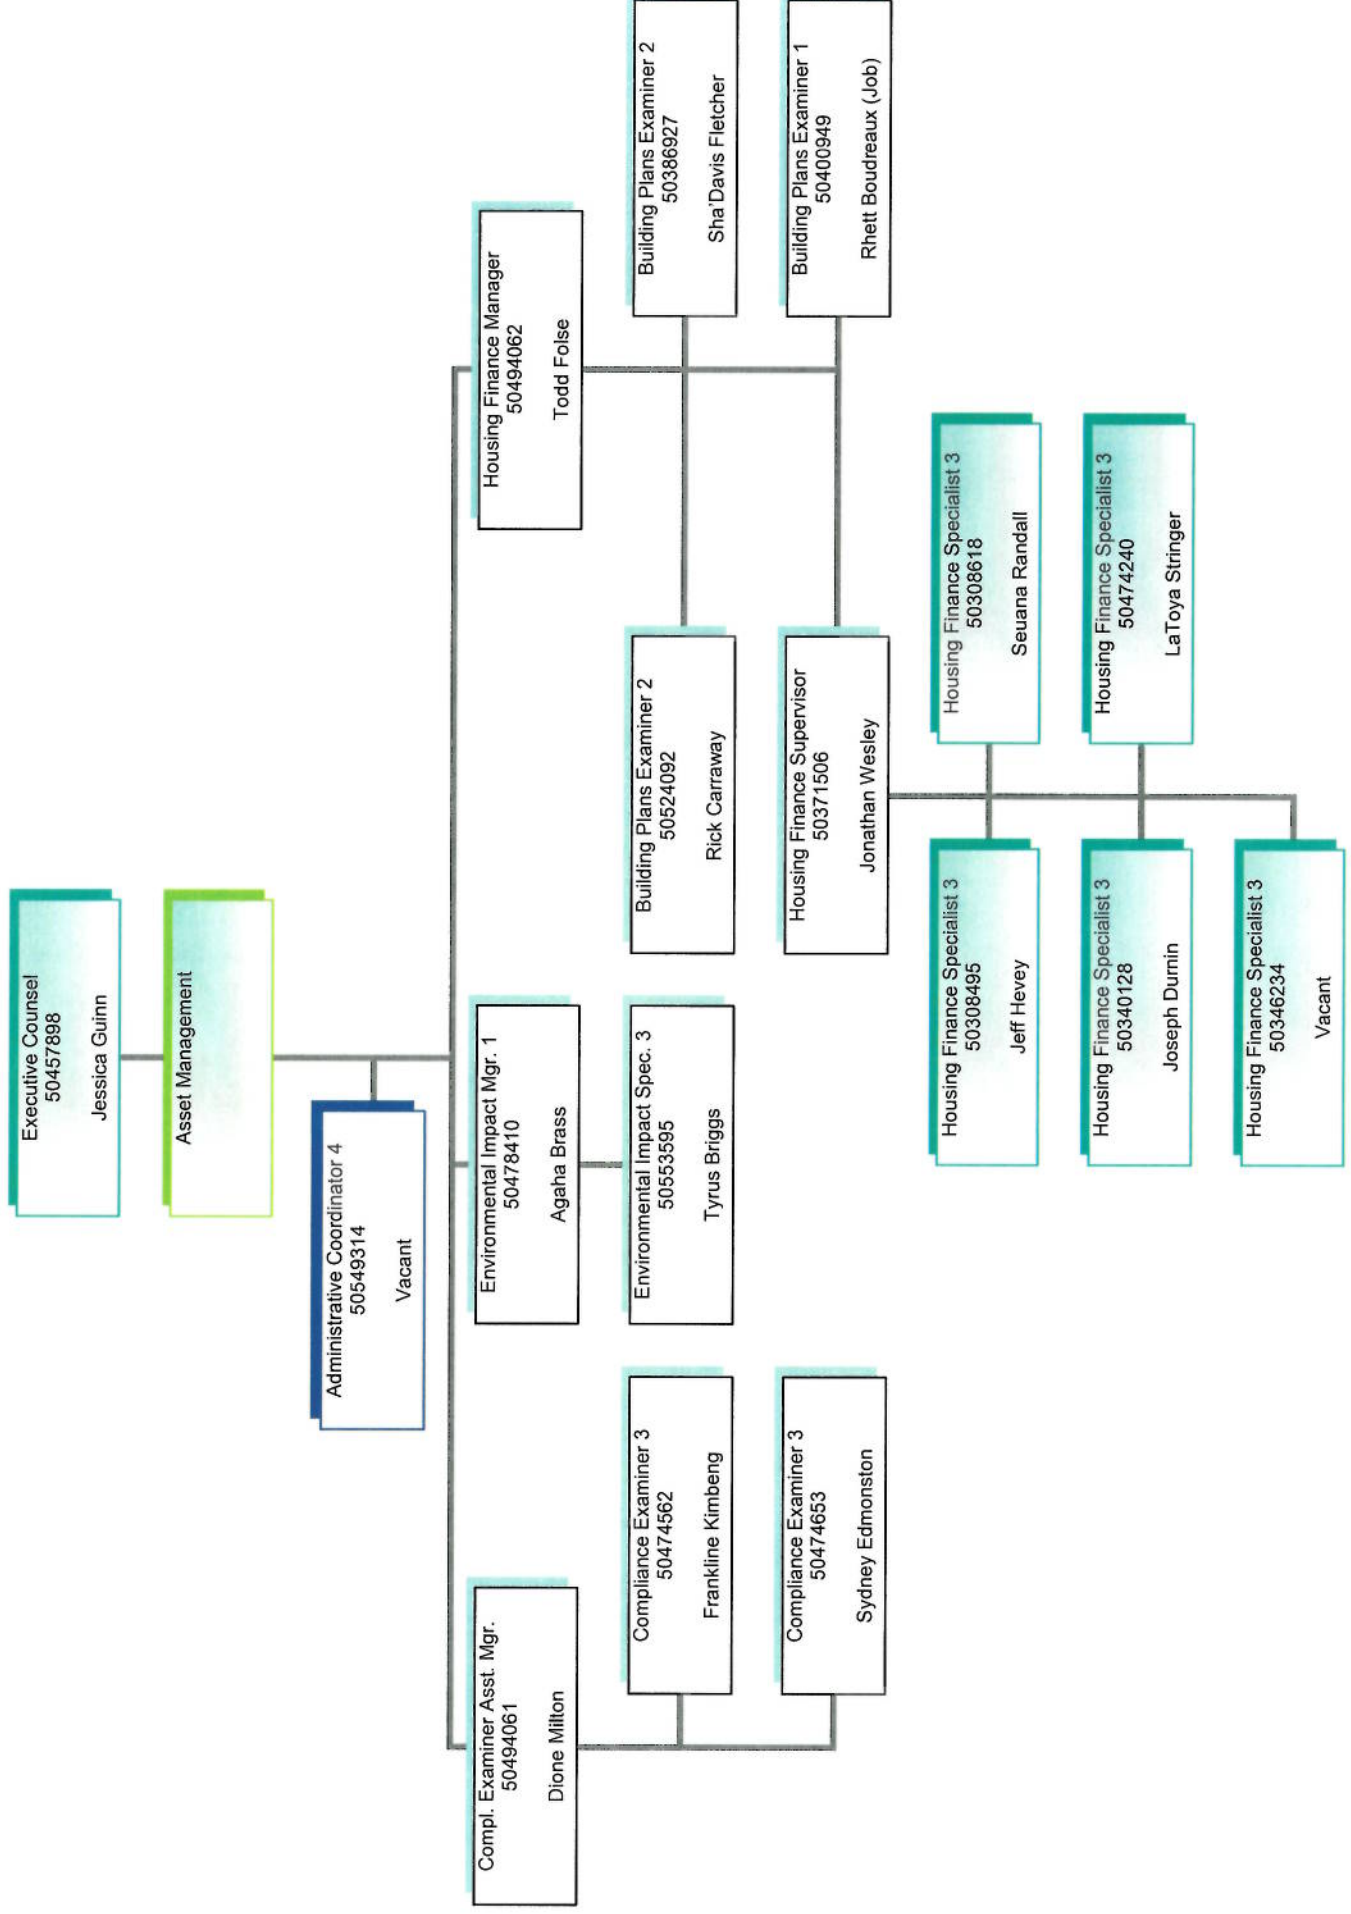 Executive Counsel
50457898
Jessica Guinn
Asset Management
Administrative Coordinator 4
50549314
Vacant
Compl. Examiner Asst. Mgr.
50494061
Dione Milton
Environmental Impact Mgr. 1
50478410
Agaha Brass
Housing Finance Manager
50494062
Todd Folse
Compliance Examiner 3
50474562
Frankline Kimbeng
Environmental Impact Spec. 3
50553595
Tyrus Briggs
Building Plans Examiner 2
50524092
Rick Carraway
Building Plans Examiner 2
50386927
Sha'Davis Fletcher
Compliance Examiner 3
50474653
Sydney Edmonston
Housing Finance Supervisor
50371506
Jonathan Wesley
Building Plans Examiner 1
50400949
Rhett Boudreaux (Job)
Housing Finance Specialist 3
50308495
Jeff Hevey
Housing Finance Specialist 3
50308618
Seuana Randall
Housing Finance Specialist 3
50340128
Joseph Durnin
Housing Finance Specialist 3
50474240
LaToya Stringer
Housing Finance Specialist 3
50346234
Vacant